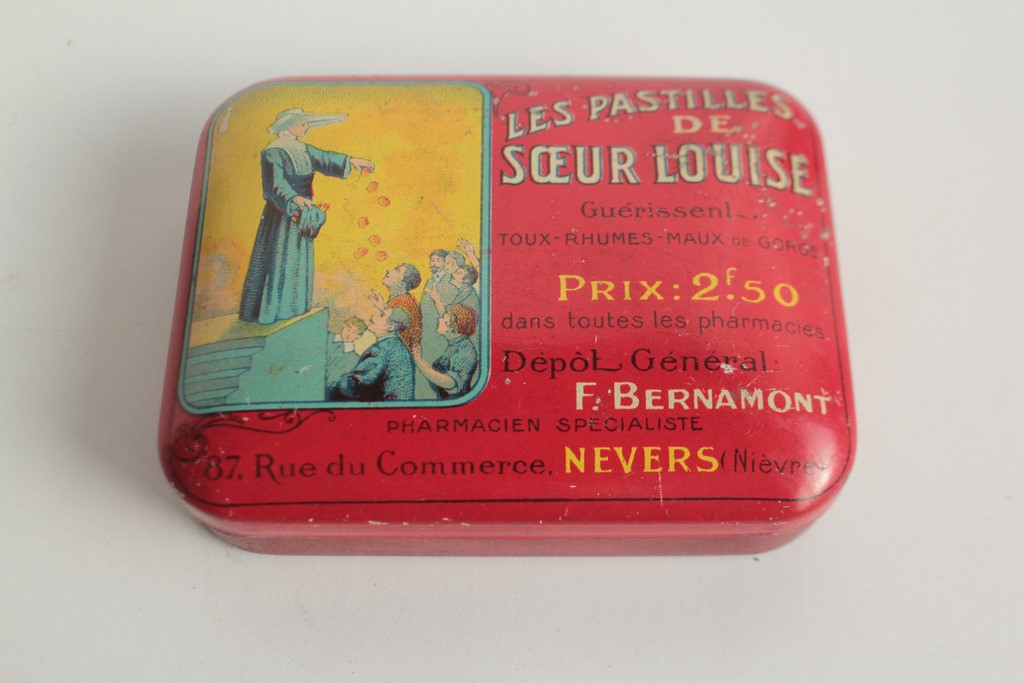 LES PASTILLES
DE
SŒUR LOUISE
Guérissent
TOUX-RHUMES-MAUX DE GORGE
PRIX: 2F.50
dans toutes les pharmacies
Dépôt Général:
F. BERNAMONT
PHARMACIEN SPÉCIALISTE
87, Rue du Commerce, NEVERS (Nièvre)